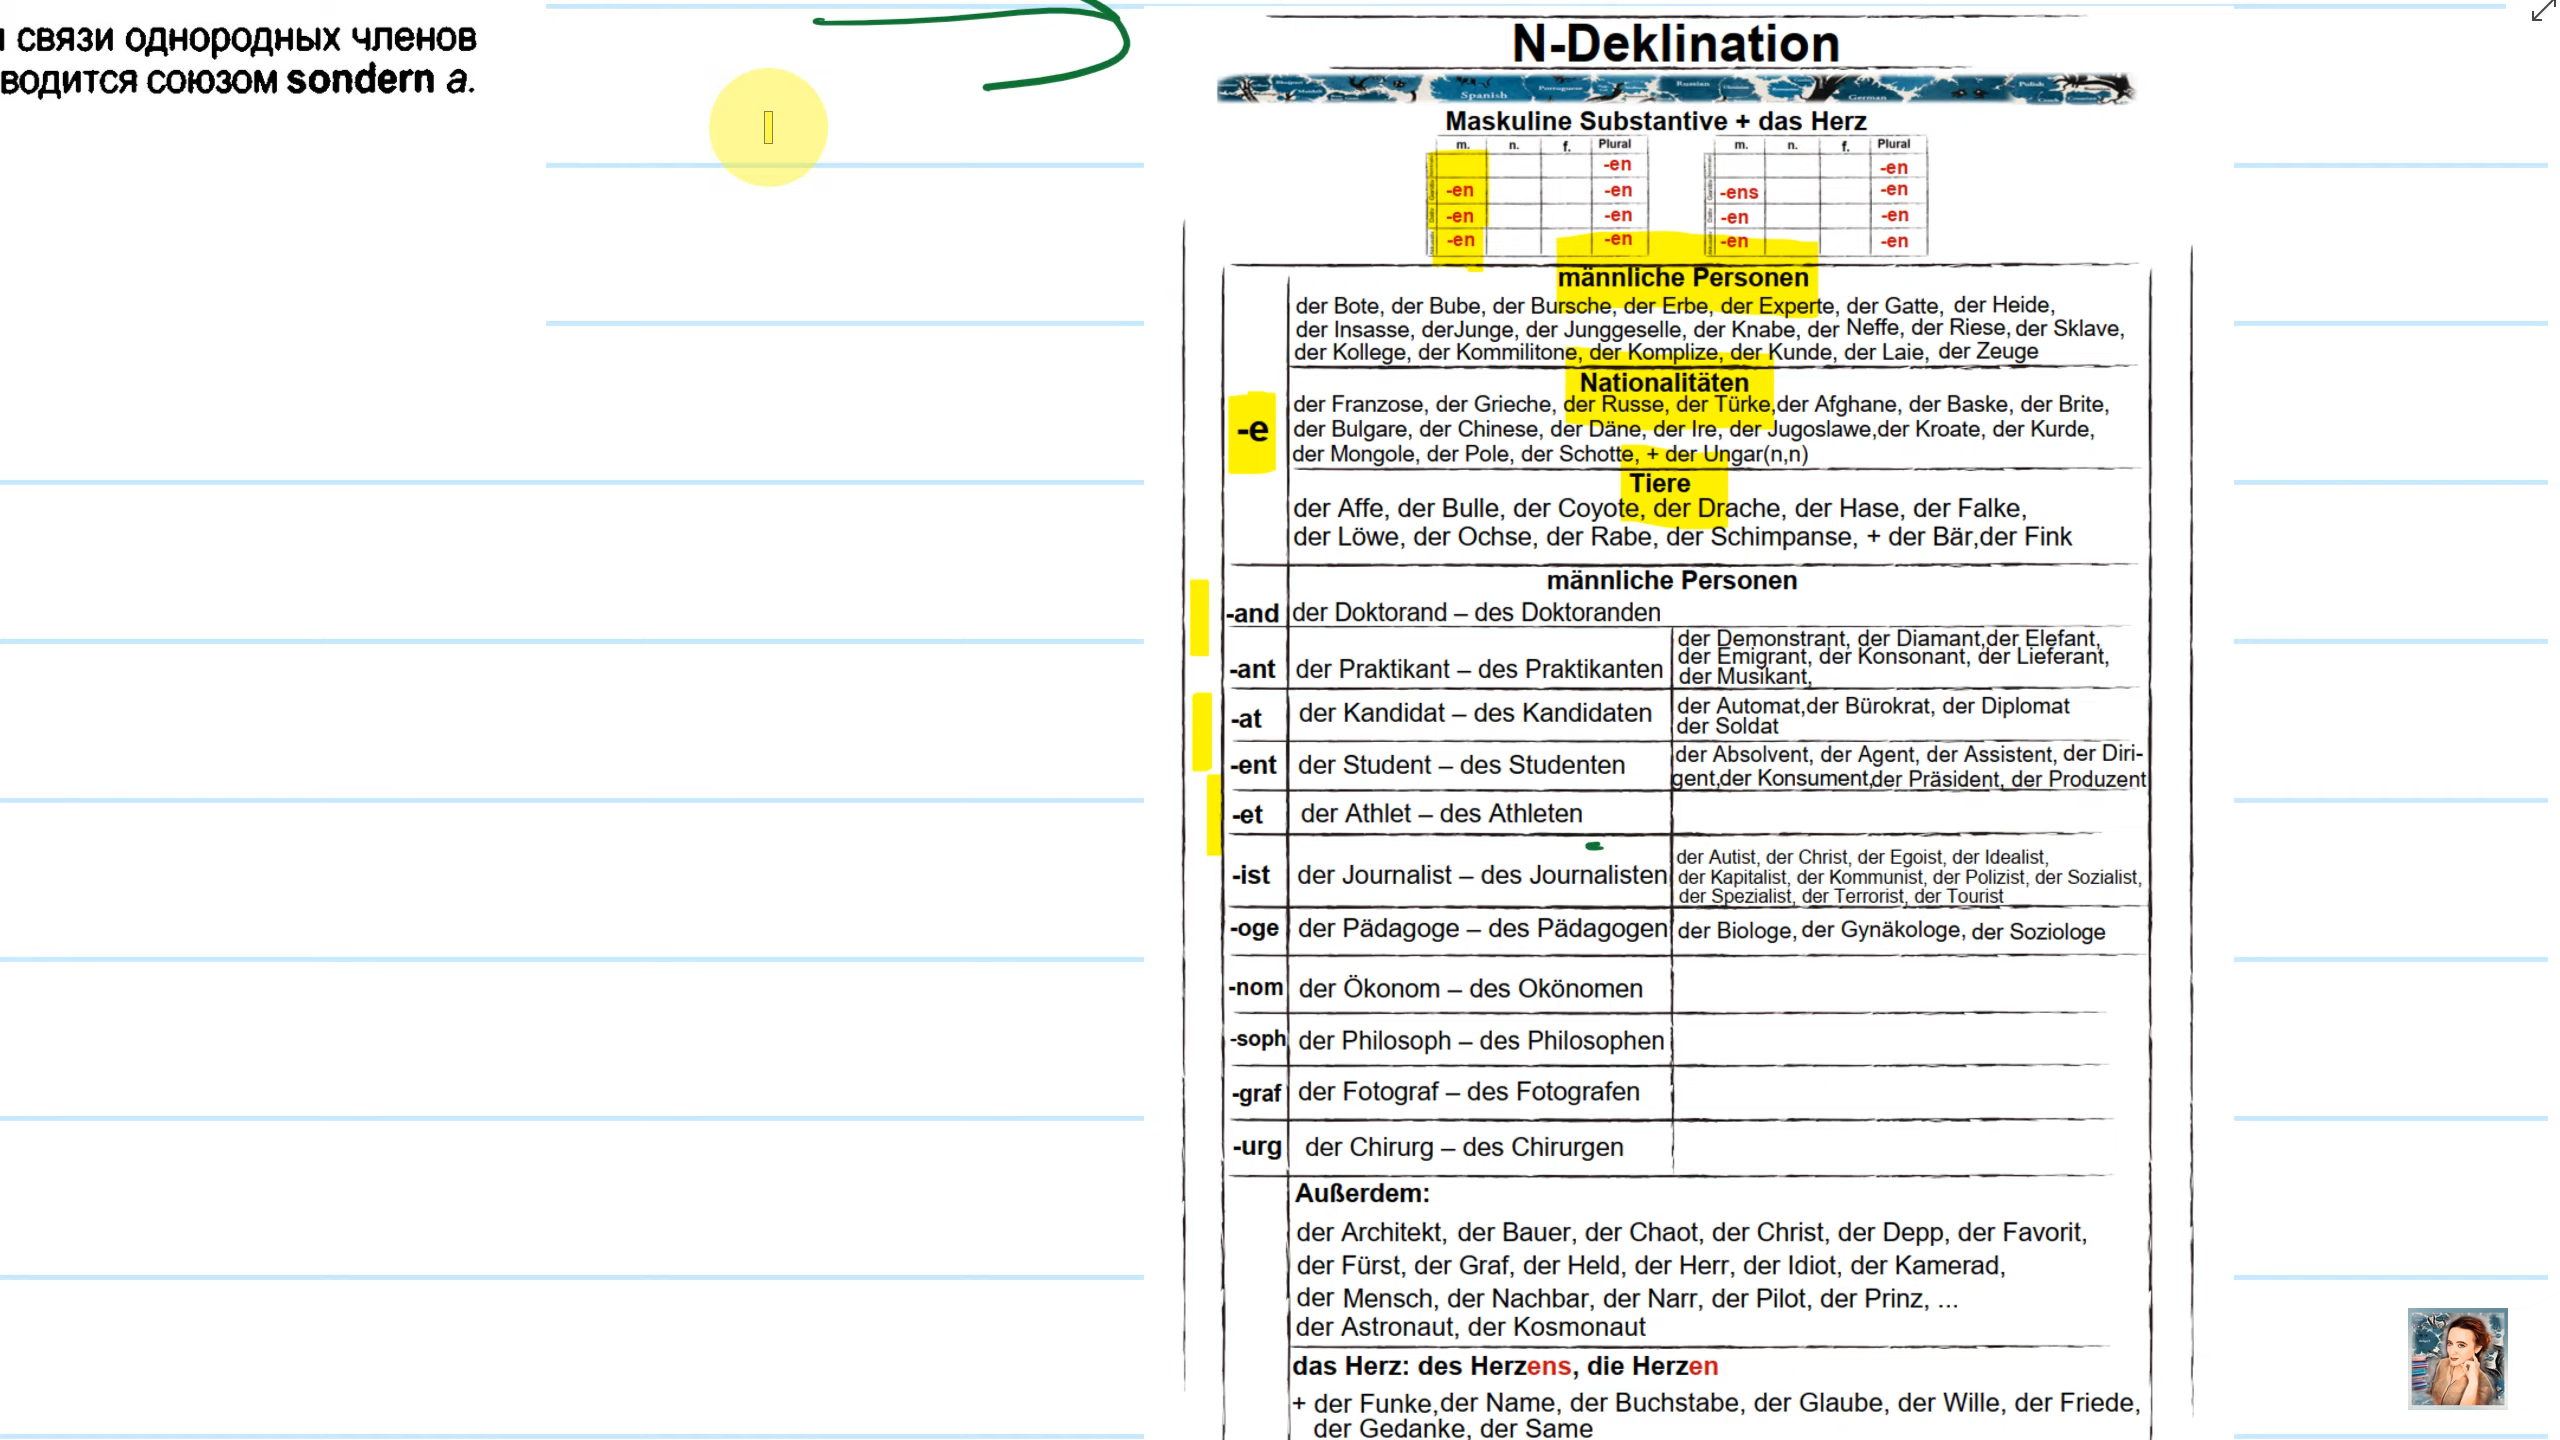 связи однородных членов
водится союзом sondern а.
N-Deklination
Spanish
Portuguese
Russian
German
Polish
Maskuline Substantive + das Herz
m. n. f. Plural
-en
-en -en
-en -en
-en -en
m. n. f. Plural
-en
-ens -en
-en -en
-en -en
männliche Personen
der Bote, der Bube, der Bursche, der Erbe, der Experte, der Gatte, der Heide,
der Insasse, derJunge, der Junggeselle, der Knabe, der Neffe, der Riese, der Sklave,
der Kollege, der Kommilitone, der Komplize, der Kunde, der Laie, der Zeuge
Nationalitäten
-e
der Franzose, der Grieche, der Russe, der Türke,der Afghane, der Baske, der Brite,
der Bulgare, der Chinese, der Däne, der Ire, der Jugoslawe,der Kroate, der Kurde,
der Mongole, der Pole, der Schotte, + der Ungar(n,n)
Tiere
der Affe, der Bulle, der Coyote, der Drache, der Hase, der Falke,
der Löwe, der Ochse, der Rabe, der Schimpanse, + der Bär,der Fink
männliche Personen
-and der Doktorand – des Doktoranden
-ant der Praktikant – des Praktikanten
der Demonstrant, der Diamant,der Elefant,
der Emigrant, der Konsonant, der Lieferant,
der Musikant,
-at der Kandidat – des Kandidaten
der Automat,der Bürokrat, der Diplomat
der Soldat
-ent der Student – des Studenten
der Absolvent, der Agent, der Assistent, der Diri-
gent,der Konsument,der Präsident, der Produzent
-et der Athlet – des Athleten
-ist der Journalist – des Journalisten
der Autist, der Christ, der Egoist, der Idealist,
der Kapitalist, der Kommunist, der Polizist, der Sozialist,
der Spezialist, der Terrorist, der Tourist
-oge der Pädagoge – des Pädagogen der Biologe, der Gynäkologe, der Soziologe
-nom der Ökonom – des Okönomen
-soph der Philosoph – des Philosophen
-graf der Fotograf – des Fotografen
-urg der Chirurg – des Chirurgen
Außerdem:
der Architekt, der Bauer, der Chaot, der Christ, der Depp, der Favorit,
der Fürst, der Graf, der Held, der Herr, der Idiot, der Kamerad,
der Mensch, der Nachbar, der Narr, der Pilot, der Prinz, ...
der Astronaut, der Kosmonaut
das Herz: des Herzens, die Herzen
+ der Funke,der Name, der Buchstabe, der Glaube, der Wille, der Friede,
der Gedanke, der Same